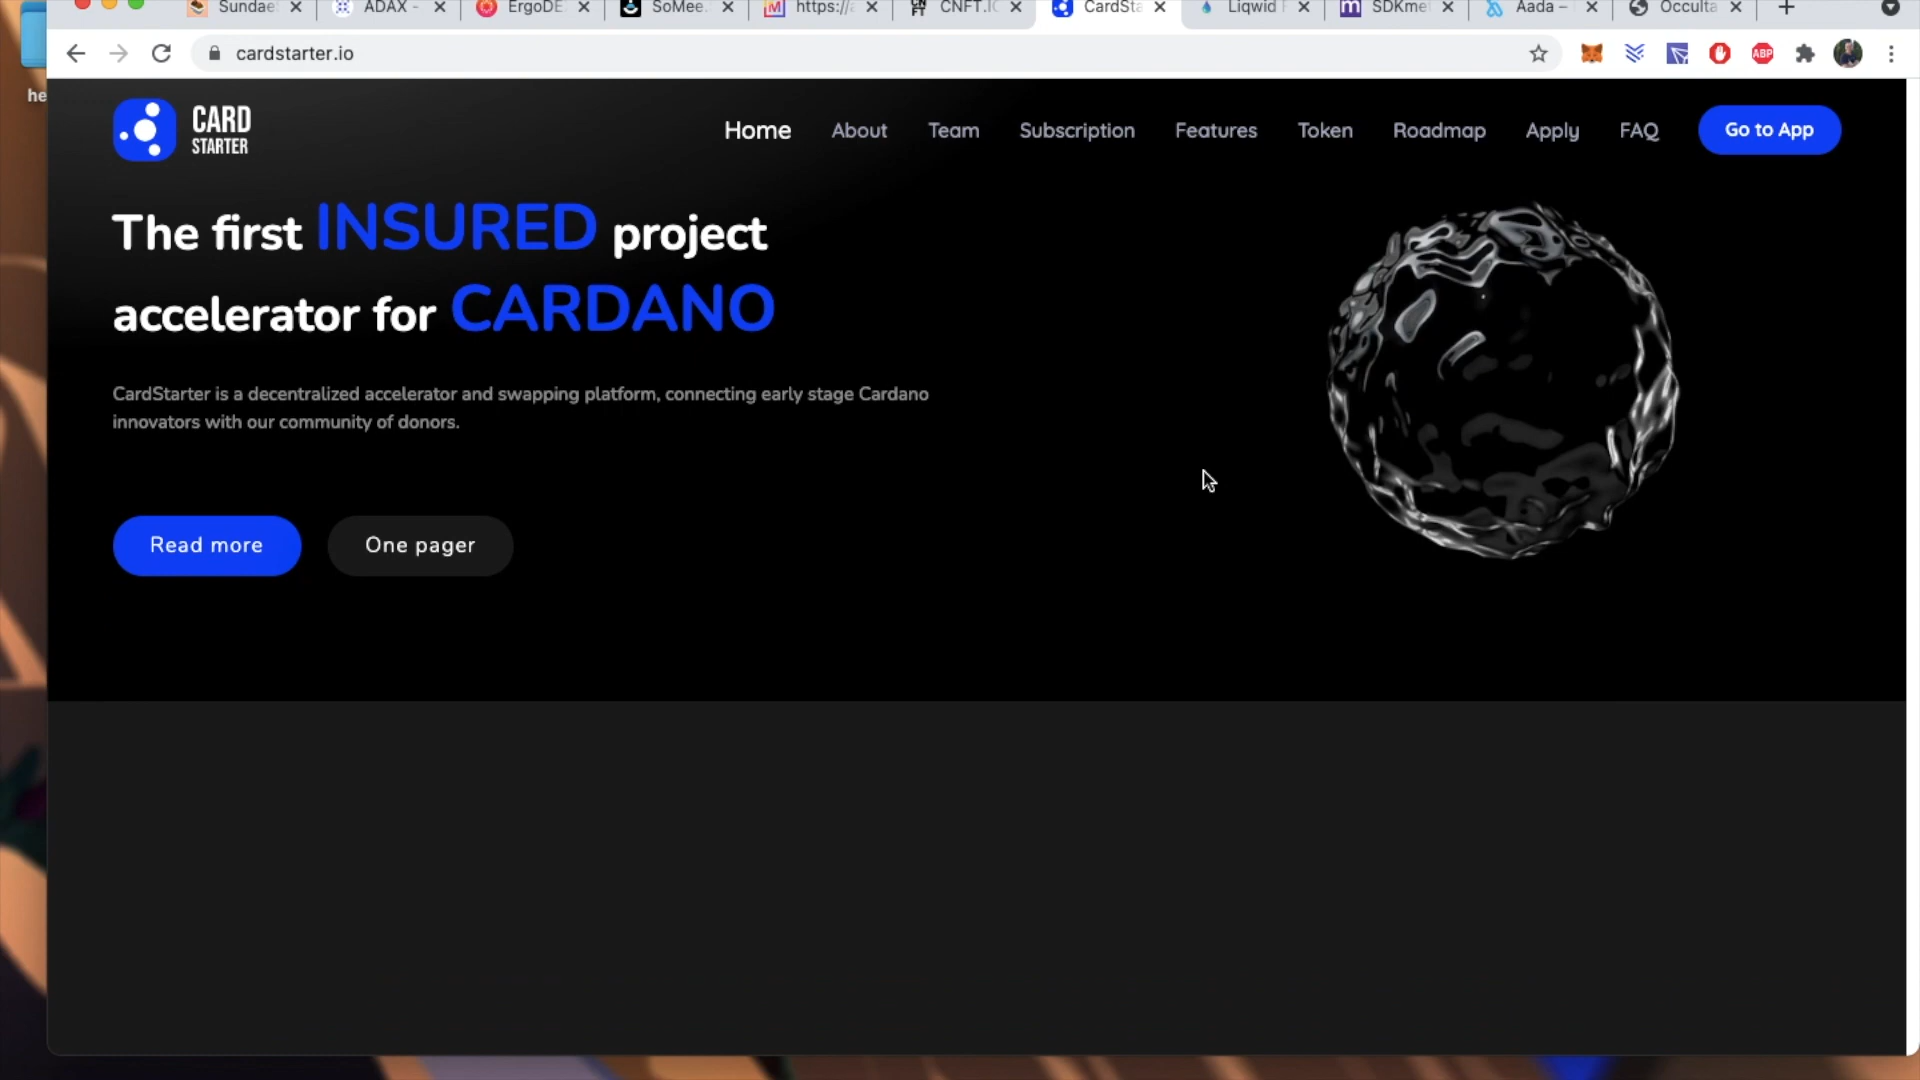 Sundae ADAX - ErgoDE SoMee. https://a CNFT.IO CardSta Liqwid SDKme Aada – Occulta
cardstarter.io
ABP
he
CARD
STARTER
Home About Team Subscription Features Token Roadmap Apply FAQ Go to App
The first INSURED project
accelerator for CARDANO
CardStarter is a decentralized accelerator and swapping platform, connecting early stage Cardano
innovators with our community of donors.
Read more One pager